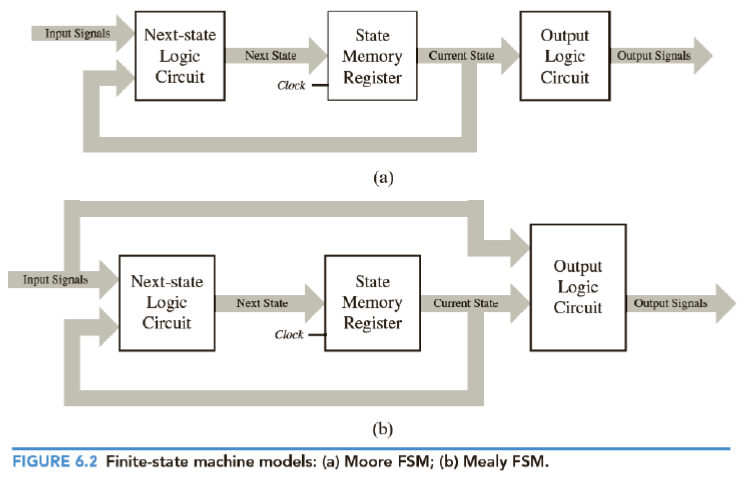 Input Signals
Next-state
Logic
Circuit
Next State
State
Memory
Register
Clock
Current State
Output
Logic
Circuit
Output Signals
(a)
Input Signals
Next-state
Logic
Circuit
Next State
State
Memory
Register
Clock
Current State
Output
Logic
Circuit
Output Signals
(b)
FIGURE 6.2 Finite-state machine models: (a) Moore FSM; (b) Mealy FSM.